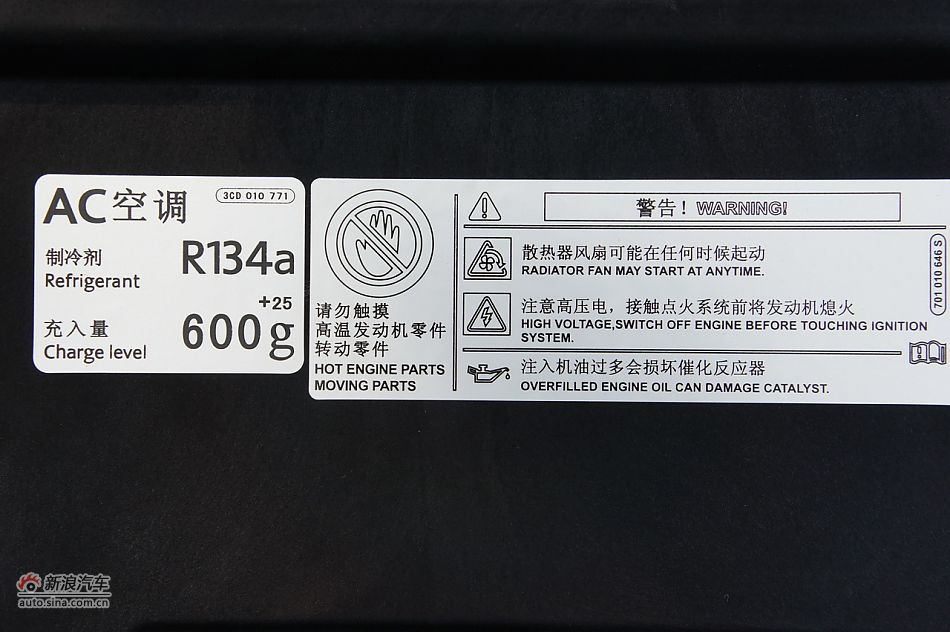 AC空调
3CD 010 771
制冷剂
Refrigerant
R134a
充入量
Charge level
+25
600g
请勿触摸
高温发动机零件
转动零件
HOT ENGINE PARTS
MOVING PARTS
警告！WARNING!
散热器风扇可能在任何时候起动
RADIATOR FAN MAY START AT ANYTIME.
注意高压电，接触点火系统前将发动机熄火
HIGH VOLTAGE,SWITCH OFF ENGINE BEFORE TOUCHING IGNITION
SYSTEM.
注入机油过多会损坏催化反应器
OVERFILLED ENGINE OIL CAN DAMAGE CATALYST.
701 010 646 S
新浪汽车
auto.sina.com.cn